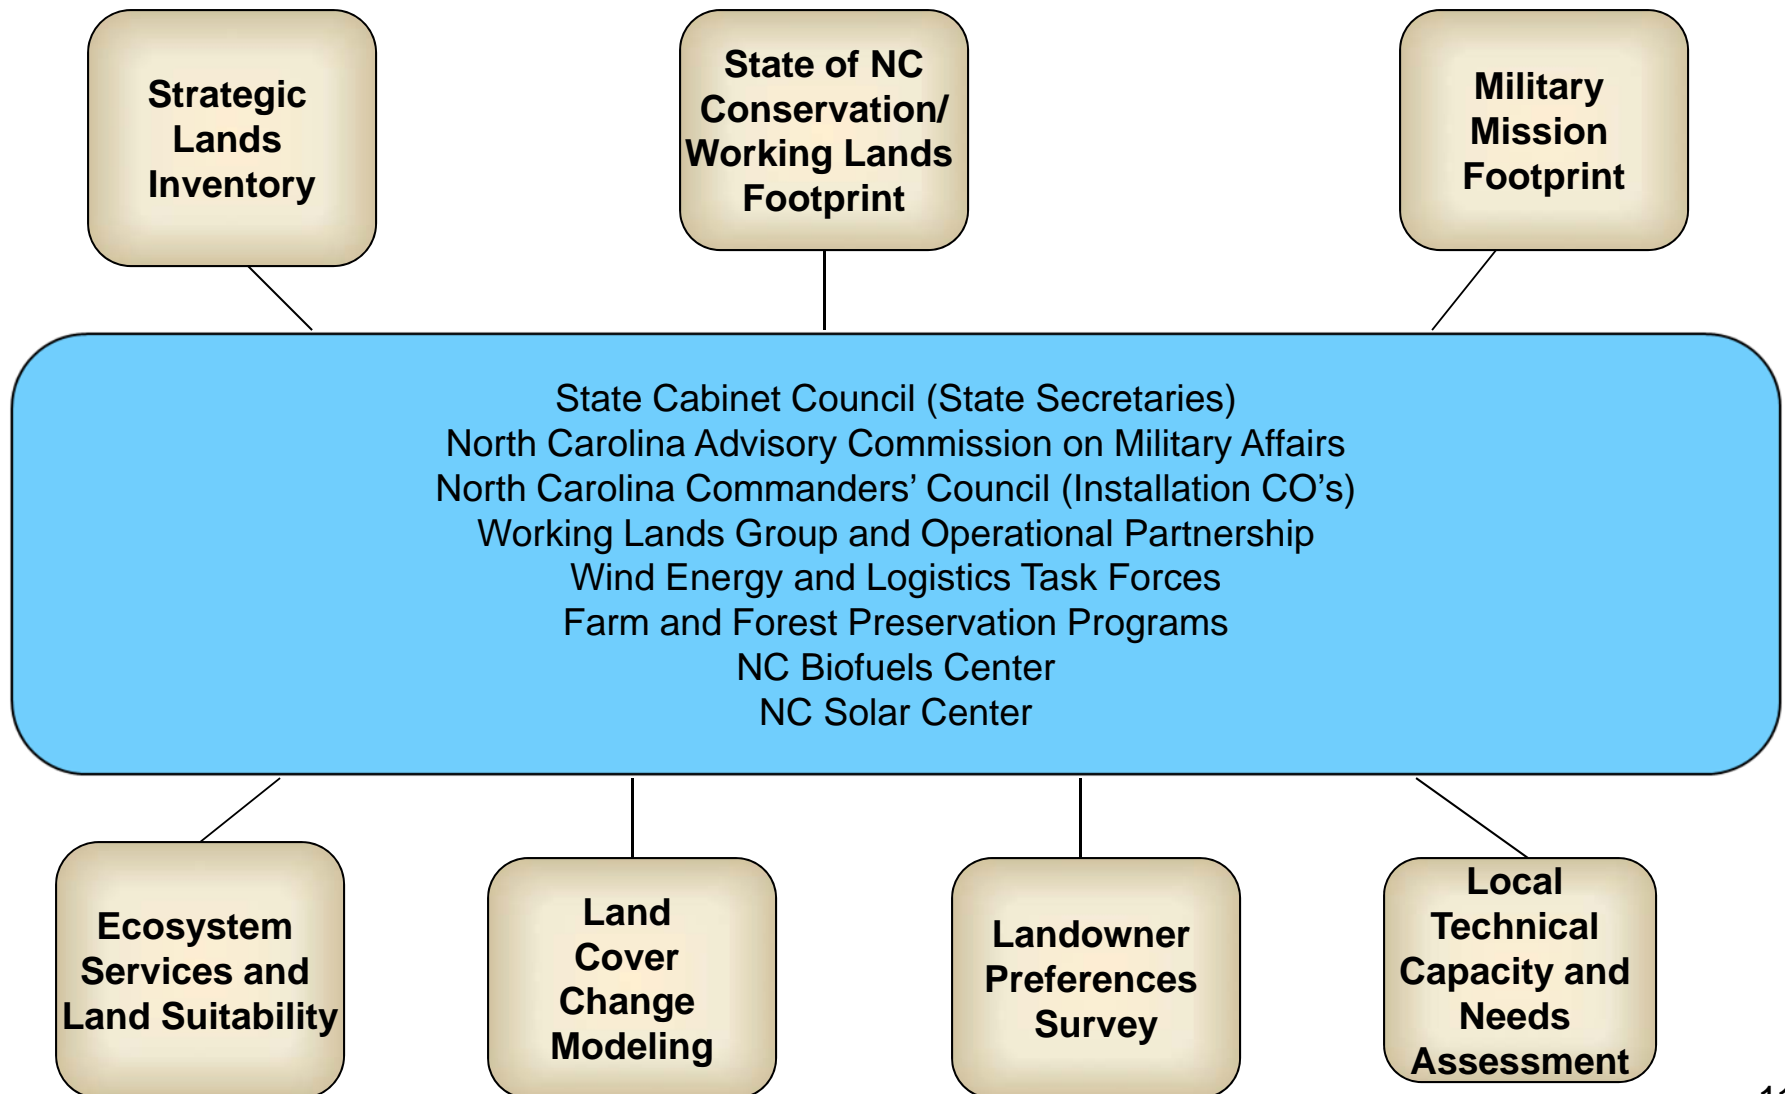 Strategic
Lands
Inventory
State of NC
Conservation/
Working Lands
Footprint
Military
Mission
Footprint
State Cabinet Council (State Secretaries)
North Carolina Advisory Commission on Military Affairs
North Carolina Commanders’ Council (Installation CO’s)
Working Lands Group and Operational Partnership
Wind Energy and Logistics Task Forces
Farm and Forest Preservation Programs
NC Biofuels Center
NC Solar Center
Ecosystem
Services and
Land Suitability
Land
Cover
Change
Modeling
Landowner
Preferences
Survey
Local
Technical
Capacity and
Needs
Assessment